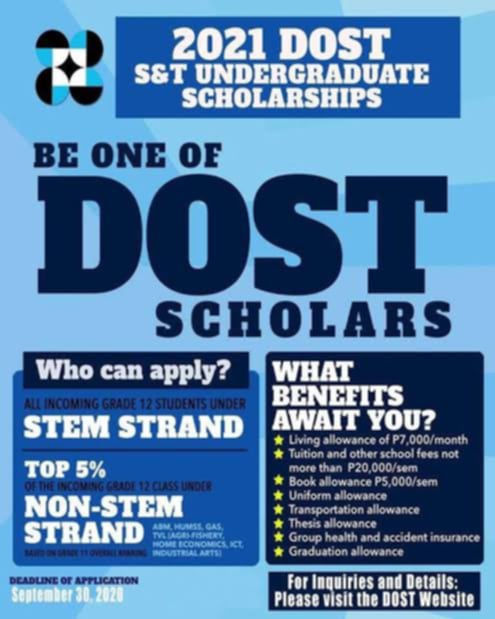 2021 DOST
S&T UNDERGRADUATE
SCHOLARSHIPS
BE ONE OF
DOST
SCHOLARS
Who can apply?
ALL INCOMING GRADE 12 STUDENTS UNDER
STEM STRAND
TOP 5%
OF THE INCOMING GRADE 12 CLASS UNDER
NON-STEM
STRAND
ABM, HUMSS, GAS,
TVL (AGRI-FISHERY,
HOME ECONOMICS, ICT,
INDUSTRIAL ARTS)
BASED ON GRADE 11 OVERALL RANKING
DEADLINE OF APPLICATION
September 30, 2020
WHAT
BENEFITS
AWAIT YOU?
Living allowance of P7,000/month
Tuition and other school fees not
more than P20,000/sem
Book allowance P5,000/sem
Uniform allowance
Transportation allowance
Thesis allowance
Group health and accident insurance
Graduation allowance
For Inquiries and Details:
Please visit the DOST Website